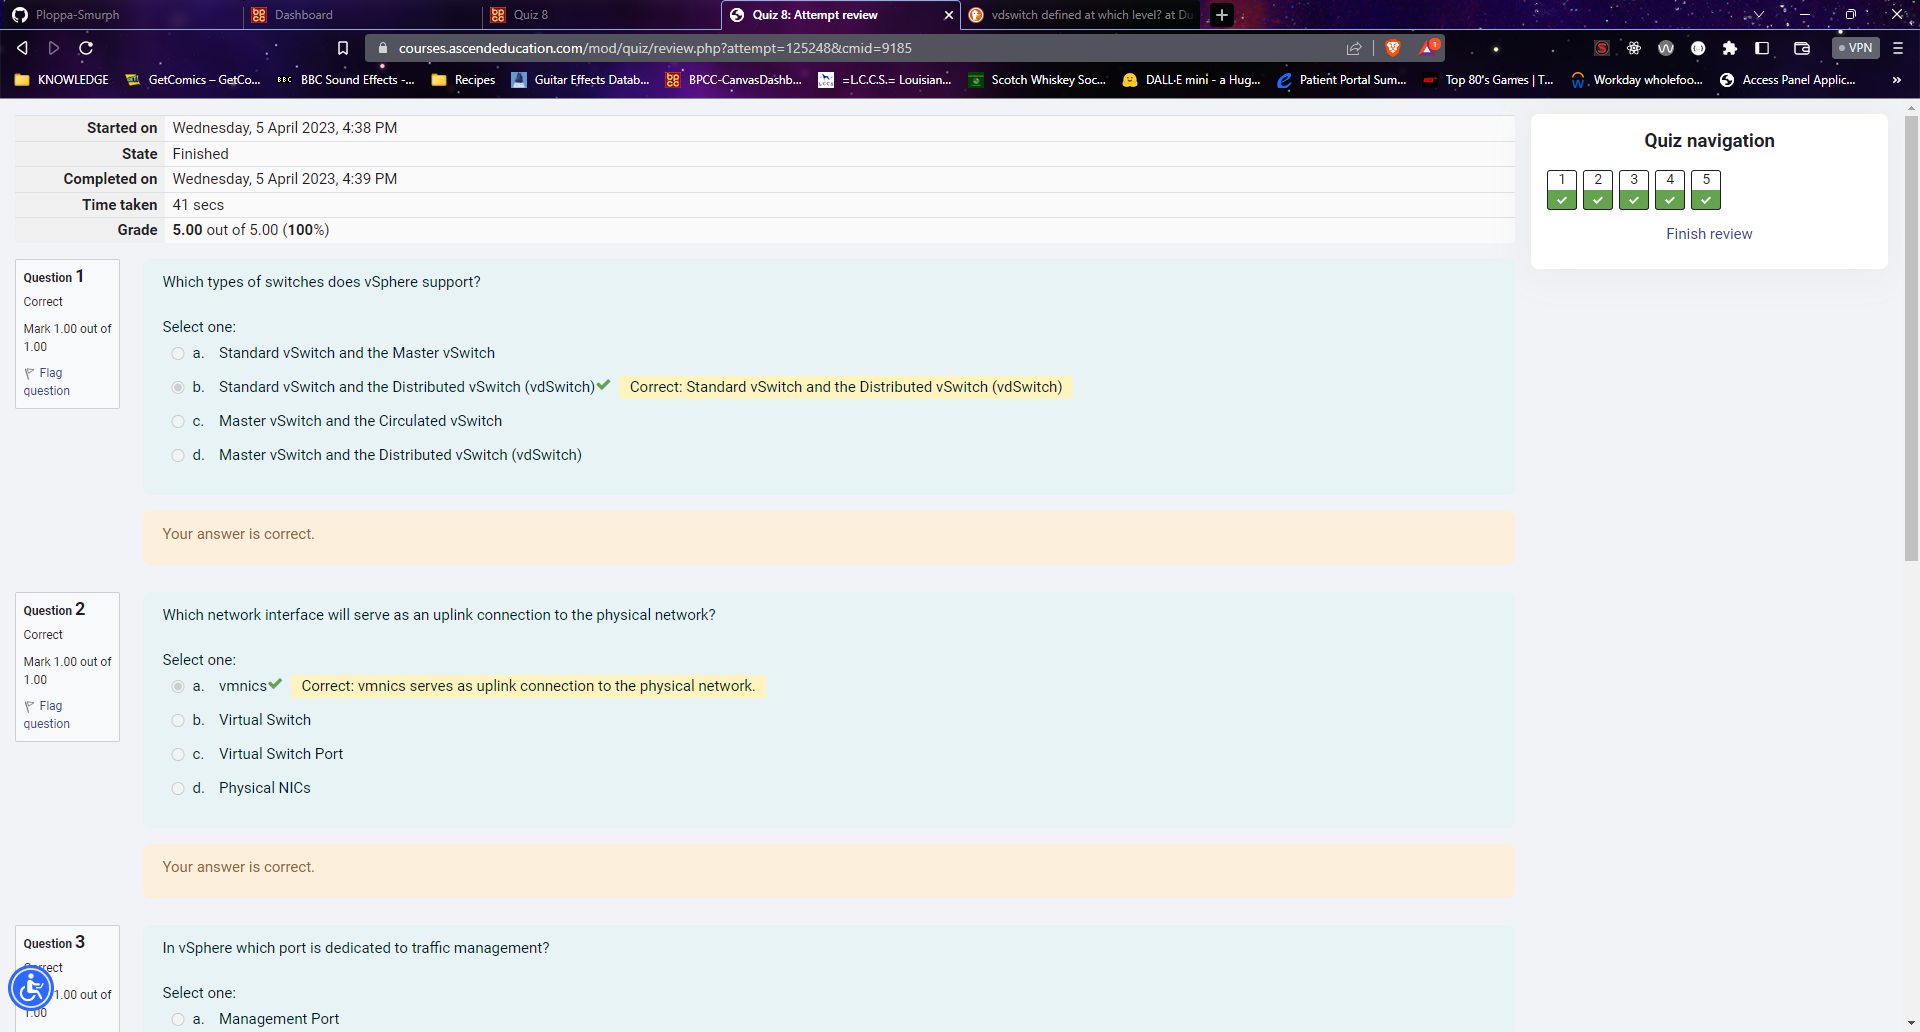 Ploppa-Smurph
Dashboard
Quiz 8
Quiz 8: Attempt review
vdswitch defined at which level? at Du
courses.ascendeducation.com/mod/quiz/review.php?attempt=125248&cmid=9185
1
VPN
KNOWLEDGE
GetComics – GetCo...
BBC
BBC Sound Effects -...
Recipes
Guitar Effects Datab...
BPCC-CanvasDashb...
=L.C.C.S.= Louisian...
Scotch Whiskey Soc...
DALL·E mini - a Hug...
Patient Portal Sum...
Top 80's Games | T...
Workday wholefoo...
Access Panel Applic...
Started on Wednesday, 5 April 2023, 4:38 PM
State Finished
Completed on Wednesday, 5 April 2023, 4:39 PM
Time taken 41 secs
Grade 5.00 out of 5.00 (100%)
Quiz navigation
1 2 3 4 5
Finish review
Question 1
Correct
Mark 1.00 out of
1.00
Flag
question
Which types of switches does vSphere support?
Select one:
a. Standard vSwitch and the Master vSwitch
b. Standard vSwitch and the Distributed vSwitch (vdSwitch) Correct: Standard vSwitch and the Distributed vSwitch (vdSwitch)
c. Master vSwitch and the Circulated vSwitch
d. Master vSwitch and the Distributed vSwitch (vdSwitch)
Your answer is correct.
Question 2
Correct
Mark 1.00 out of
1.00
Flag
question
Which network interface will serve as an uplink connection to the physical network?
Select one:
a. vmnics Correct: vmnics serves as uplink connection to the physical network.
b. Virtual Switch
c. Virtual Switch Port
d. Physical NICs
Your answer is correct.
Question 3
1.00 out of
1.00
In vSphere which port is dedicated to traffic management?
Select one:
a. Management Port